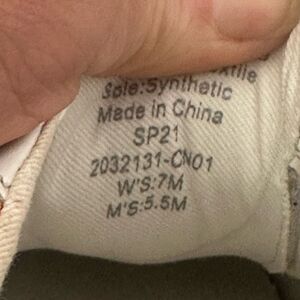 Sole:Synthetic
Made in China
SP21
2032131-CN01
W'S:7M
M'S:5.5M